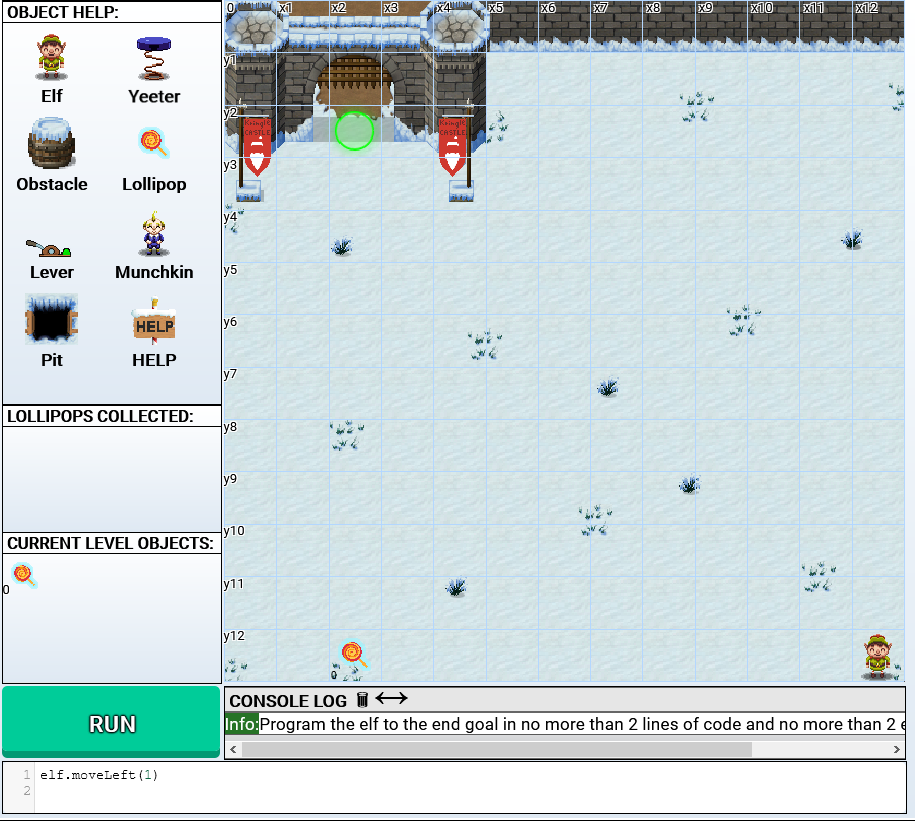 OBJECT HELP:
Elf
Yeeter
Obstacle
Lollipop
Lever
Munchkin
HELP
Pit
HELP
LOLLIPOPS COLLECTED:
CURRENT LEVEL OBJECTS:
0
RUN
0 x1 x2 x3 x4 x5 x6 x7 x8 x9 x10 x11 x12
y1
y2
CASTLE
CASTLE
y3
y4
y5
y6
y7
y8
y9
y10
y11
y12
0
CONSOLE LOG
Info:Program the elf to the end goal in no more than 2 lines of code and no more than 2 e
1 elf.moveLeft(1)
2